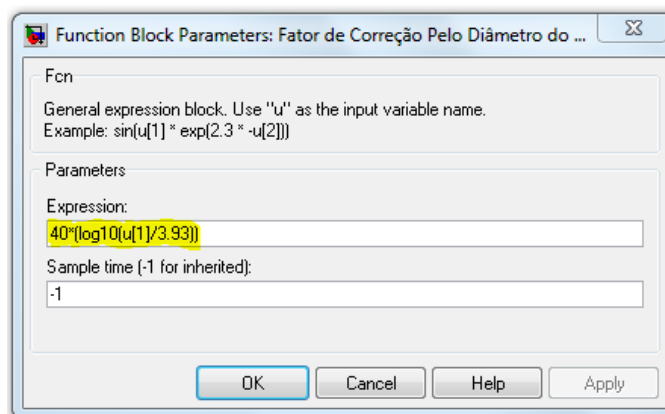 Function Block Parameters: Fator de Correção Pelo Diâmetro do ...
Fcn
General expression block. Use "u" as the input variable name.
Example: sin(u[1] * exp(2.3 * -u[2]))
Parameters
Expression:
40*(log10(u[1]/3.93))
Sample time (-1 for inherited):
-1
OK Cancel Help Apply